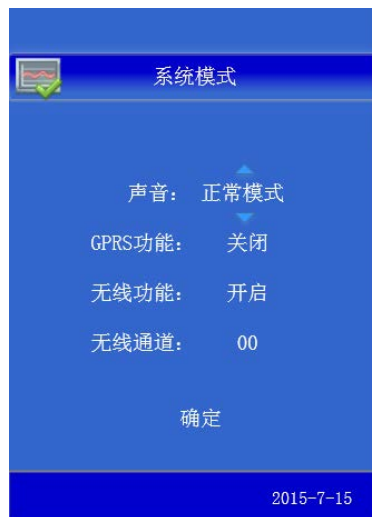 系统模式
声音： 正常模式
GPRS功能： 关闭
无线功能： 开启
无线通道： 00
确定
2015-7-15